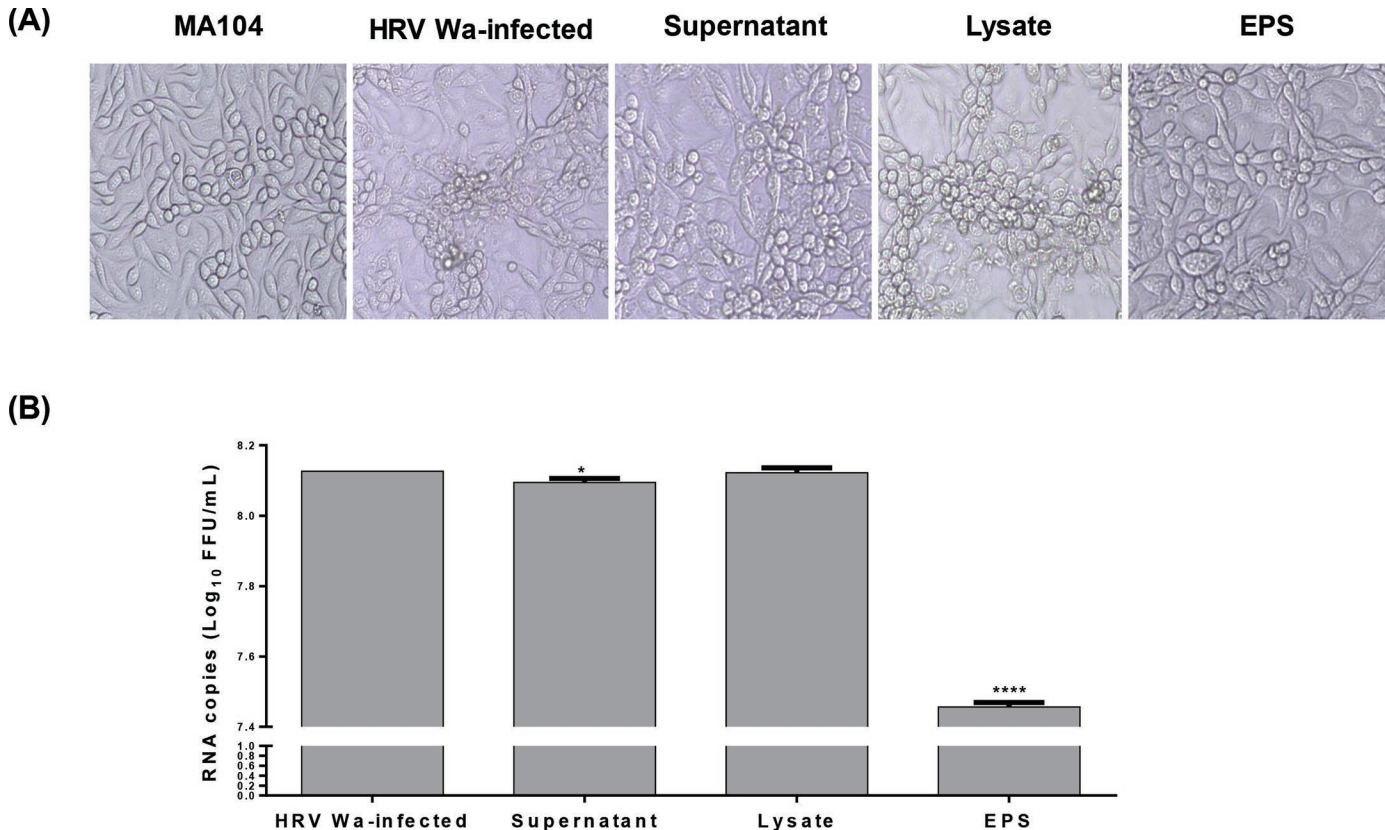 (A)
MA104 HRV Wa-infected Supernatant Lysate EPS
(B)
RNA copies (Log10 FFU/mL)
8.2
8.0
7.8
7.6
7.4
1.0
0.8
0.6
0.4
0.2
0.0
*
****
HRV Wa-infected Supernatant Lysate EPS